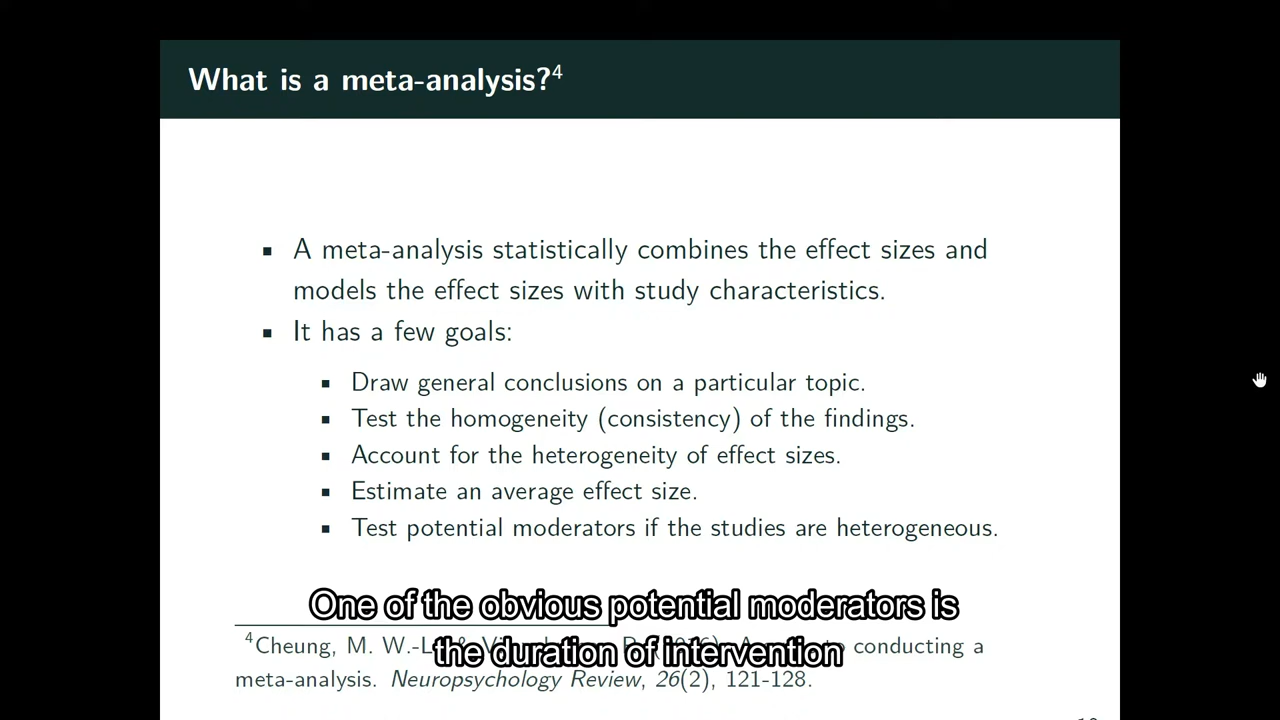 What is a meta-analysis?4
▪ A meta-analysis statistically combines the effect sizes and
models the effect sizes with study characteristics.
▪ It has a few goals:
▪ Draw general conclusions on a particular topic.
▪ Test the homogeneity (consistency) of the findings.
▪ Account for the heterogeneity of effect sizes.
▪ Estimate an average effect size.
▪ Test potential moderators if the studies are heterogeneous.
One of the obvious potential moderators is
the duration of intervention
4Cheung, M. W.-L. & conducting a
meta-analysis. Neuropsychology Review, 26(2), 121-128.